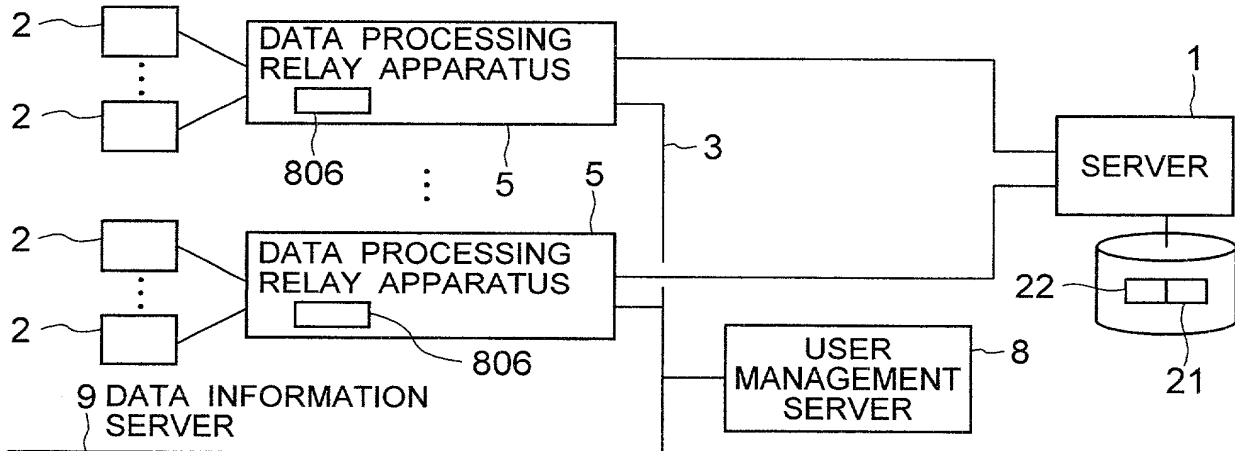 2
DATA PROCESSING
RELAY APPARATUS
1
2
3
SERVER
806
5
5
2
DATA PROCESSING
RELAY APPARATUS
22
2
806
USER
MANAGEMENT
SERVER
8
21
9 DATA INFORMATION
SERVER